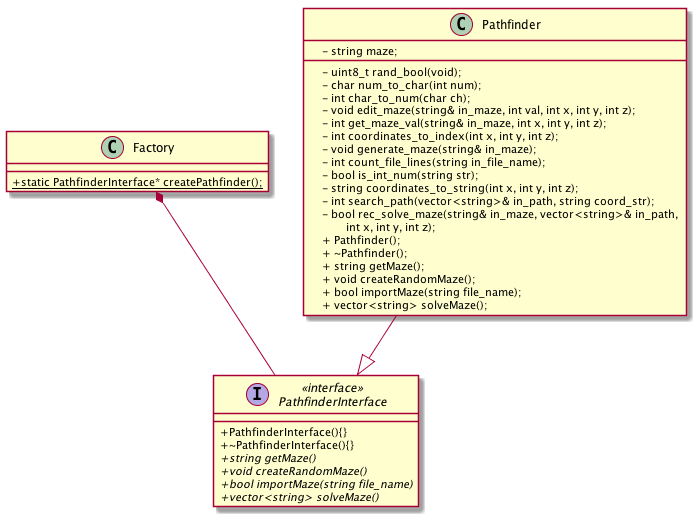 C Pathfinder
- string maze;
- uint8_t rand_bool(void);
- char num_to_char(int num);
- int char_to_num(char ch);
- void edit_maze(string& in_maze, int val, int x, int y, int z);
- int get_maze_val(string& in_maze, int x, int y, int z);
- int coordinates_to_index(int x, int y, int z);
- void generate_maze(string& in_maze);
- int count_file_lines(string in_file_name);
- bool is_int_num(string str);
- string coordinates_to_string(int x, int y, int z);
- int search_path(vector<string>& in_path, string coord_str);
- bool rec_solve_maze(string& in_maze, vector<string>& in_path,
int x, int y, int z);
+ Pathfinder();
+ ~Pathfinder();
+ string getMaze();
+ void createRandomMaze();
+ bool importMaze(string file_name);
+ vector<string> solveMaze();
C Factory
+static PathfinderInterface* createPathfinder();
I «interface»
PathfinderInterface
+PathfinderInterface(){}
+~PathfinderInterface(){}
+string getMaze()
+void createRandomMaze()
+bool importMaze(string file_name)
+vector<string> solveMaze()